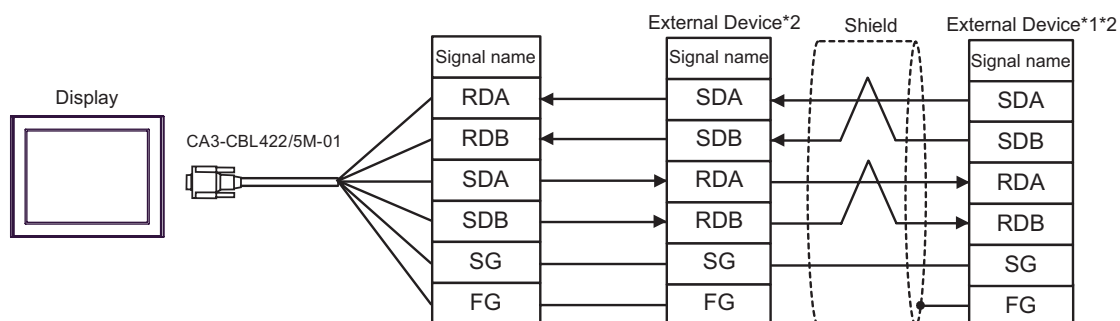 External Device*2
Shield
External Device*1*2
Signal name
Signal name
Signal name
Display
CA3-CBL422/5M-01
RDA
SDA
SDA
RDB
SDB
SDB
SDA
RDA
RDA
SDB
RDB
RDB
SG
SG
SG
FG
FG
FG